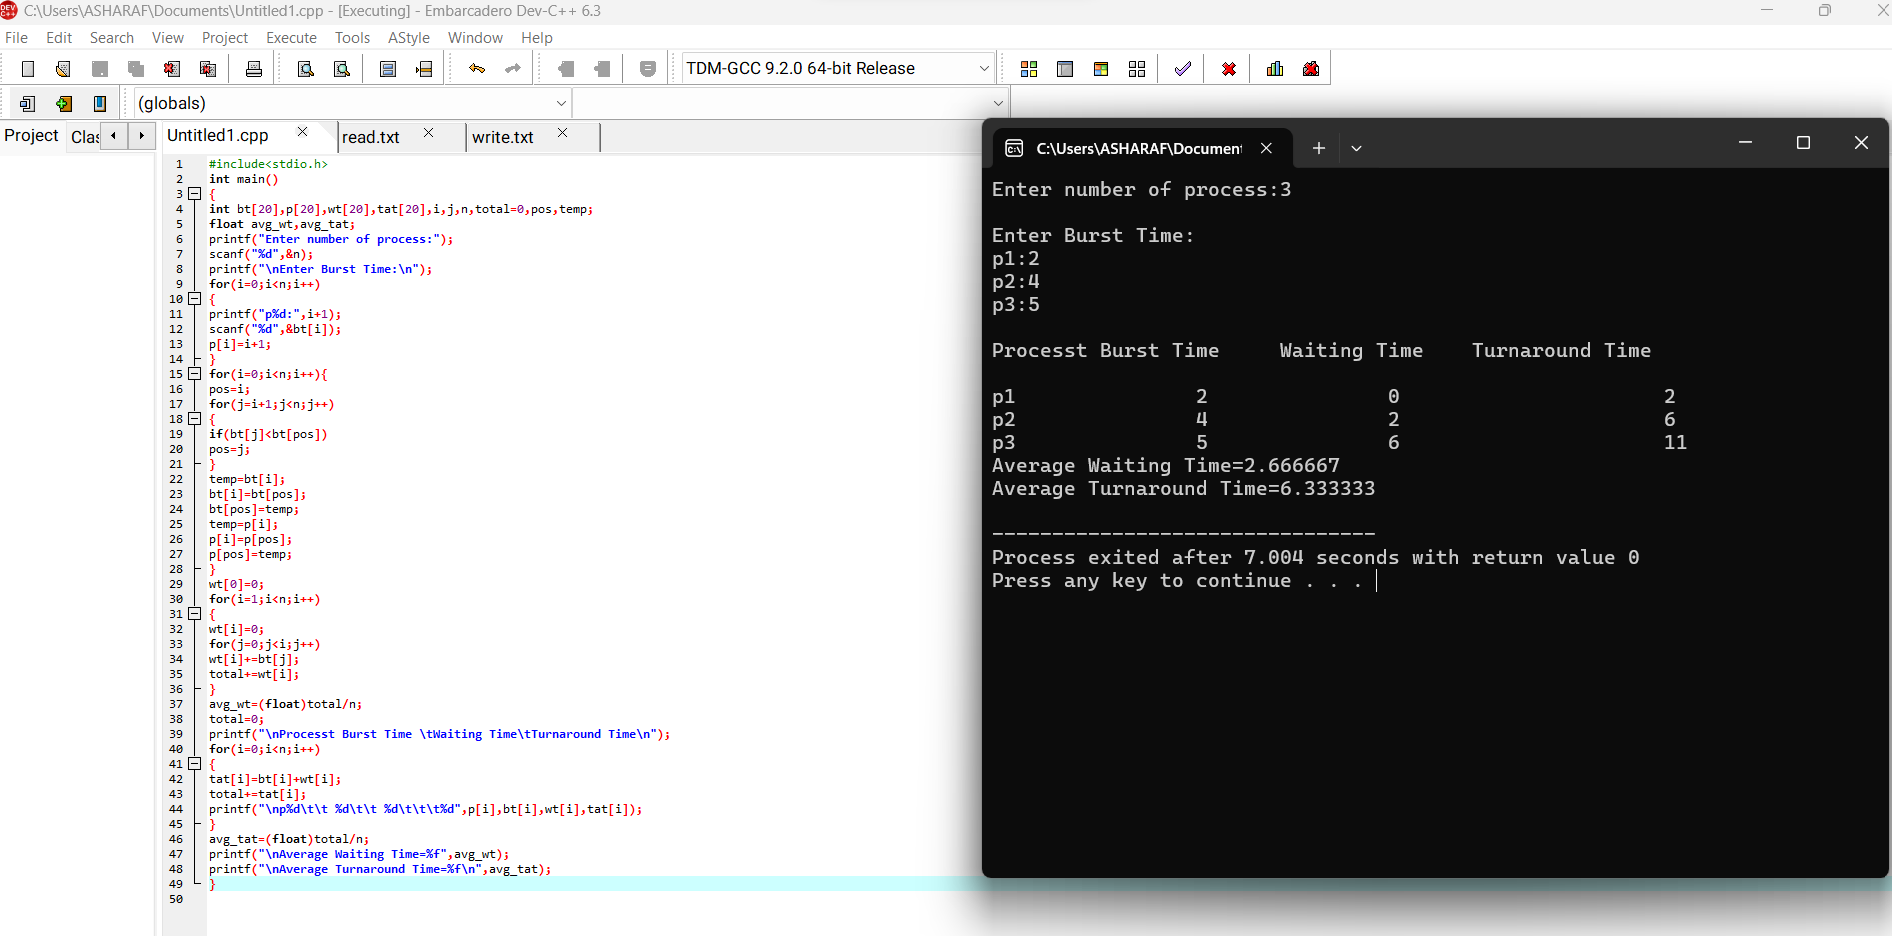 C:\Users\ASHARAF\Documents\Untitled1.cpp - [Executing] - Embarcadero Dev-C++ 6.3
File Edit Search View Project Execute Tools AStyle Window Help
TDM-GCC 9.2.0 64-bit Release
(globals)
Project Clas
Untitled1.cpp read.txt write.txt
1 #include<stdio.h>
2 int main()
3 {
4 int bt[20],p[20],wt[20],tat[20],i,j,n,total=0,pos,temp;
5 float avg_wt,avg_tat;
6 printf("Enter number of process:");
7 scanf("%d",&n);
8 printf("\nEnter Burst Time:\n");
9 for(i=0;i<n;i++)
10 {
11 printf("p%d:",i+1);
12 scanf("%d",&bt[i]);
13 p[i]=i+1;
14 }
15 for(i=0;i<n;i++){
16 pos=i;
17 for(j=i+1;j<n;j++)
18 {
19 if(bt[j]<bt[pos])
20 pos=j;
21 }
22 temp=bt[i];
23 bt[i]=bt[pos];
24 bt[pos]=temp;
25 temp=p[i];
26 p[i]=p[pos];
27 p[pos]=temp;
28 }
29 wt[0]=0;
30 for(i=1;i<n;i++)
31 {
32 wt[i]=0;
33 for(j=0;j<i;j++)
34 wt[i]+=bt[j];
35 total+=wt[i];
36 }
37 avg_wt=(float)total/n;
38 total=0;
39 printf("\nProcesst Burst Time \tWaiting Time\tTurnaround Time\n");
40 for(i=0;i<n;i++)
41 {
42 tat[i]=bt[i]+wt[i];
43 total+=tat[i];
44 printf("\np%d\t\t %d\t\t %d\t\t\t%d",p[i],bt[i],wt[i],tat[i]);
45 }
46 avg_tat=(float)total/n;
47 printf("\nAverage Waiting Time=%f",avg_wt);
48 printf("\nAverage Turnaround Time=%f\n",avg_tat);
49 }
50
C:\Users\ASHARAF\Document
Enter number of process:3
Enter Burst Time:
p1:2
p2:4
p3:5
Processt Burst Time Waiting Time Turnaround Time
p1 2 0 2
p2 4 2 6
p3 5 6 11
Average Waiting Time=2.666667
Average Turnaround Time=6.333333
--------------------------------
Process exited after 7.004 seconds with return value 0
Press any key to continue . . .